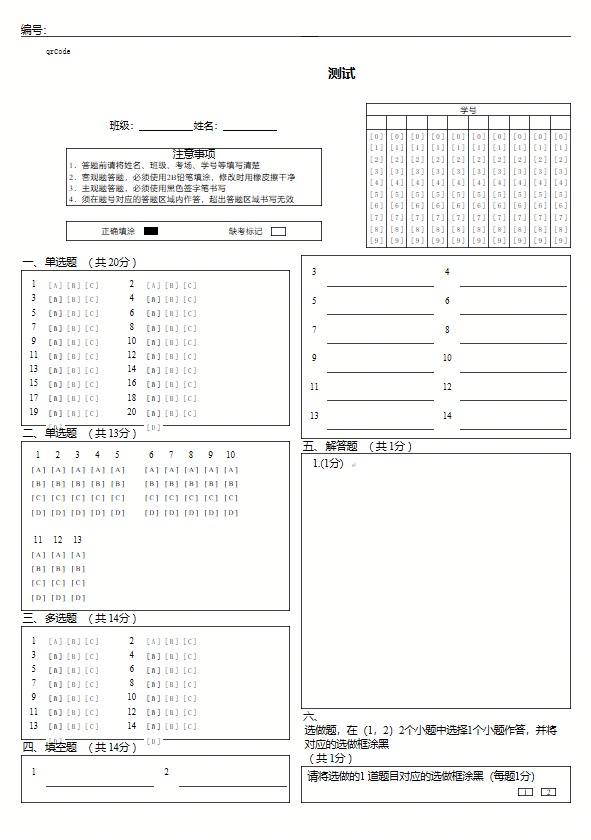 编号：
qrCode
测试
班级： 姓名：
学号
[0] [0] [0] [0] [0] [0] [0] [0] [0] [0]
[1] [1] [1] [1] [1] [1] [1] [1] [1] [1]
[2] [2] [2] [2] [2] [2] [2] [2] [2] [2]
[3] [3] [3] [3] [3] [3] [3] [3] [3] [3]
[4] [4] [4] [4] [4] [4] [4] [4] [4] [4]
[5] [5] [5] [5] [5] [5] [5] [5] [5] [5]
[6] [6] [6] [6] [6] [6] [6] [6] [6] [6]
[7] [7] [7] [7] [7] [7] [7] [7] [7] [7]
[8] [8] [8] [8] [8] [8] [8] [8] [8] [8]
[9] [9] [9] [9] [9] [9] [9] [9] [9] [9]
注意事项
1．答题前请将姓名、班级、考场、学号等填写清楚
2．客观题答题，必须使用2B铅笔填涂，修改时用橡皮擦干净
3．主观题答题，必须使用黑色签字笔书写
4．须在题号对应的答题区域内作答，超出答题区域书写无效
正确填涂 缺考标记
一、单选题 （共 20分）
1 [A] [B] [C] 2 [A] [B] [C]
3 [B] [C] 4 [B] [C]
5 [B] [C] 6 [B] [C]
7 [B] [C] 8 [B] [C]
9 [B] [C] 10 [B] [C]
11 [B] [C] 12 [B] [C]
13 [B] [C] 14 [B] [C]
15 [B] [C] 16 [B] [C]
17 [B] [C] 18 [B] [C]
19 [B] [C] 20 [B] [C]
[D] [D]
二、单选题 （共 13分）
1 2 3 4 5 6 7 8 9 10
[A] [A] [A] [A] [A] [A] [A] [A] [A] [A]
[B] [B] [B] [B] [B] [B] [B] [B] [B] [B]
[C] [C] [C] [C] [C] [C] [C] [C] [C] [C]
[D] [D] [D] [D] [D] [D] [D] [D] [D] [D]
11 12 13
[A] [A] [A]
[B] [B] [B]
[C] [C] [C]
[D] [D] [D]
三、多选题 （共 14分）
1 [A] [B] [C] 2 [A] [B] [C]
3 [B] [C] 4 [B] [C]
5 [B] [C] 6 [B] [C]
7 [B] [C] 8 [B] [C]
9 [B] [C] 10 [B] [C]
11 [B] [C] 12 [B] [C]
13 [B] [C] 14 [B] [C]
[D] [D]
四、填空题 （共 14分）
1 2
3 4
5 6
7 8
9 10
11 12
13 14
五、解答题 （共 1分）
1.(1分)
六、
选做题，在（1，2）2个小题中选择1个小题作答，并将
对应的选做框涂黑
（共 1分）
请将选做的1 道题目对应的选做框涂黑（每题1分）
1 2